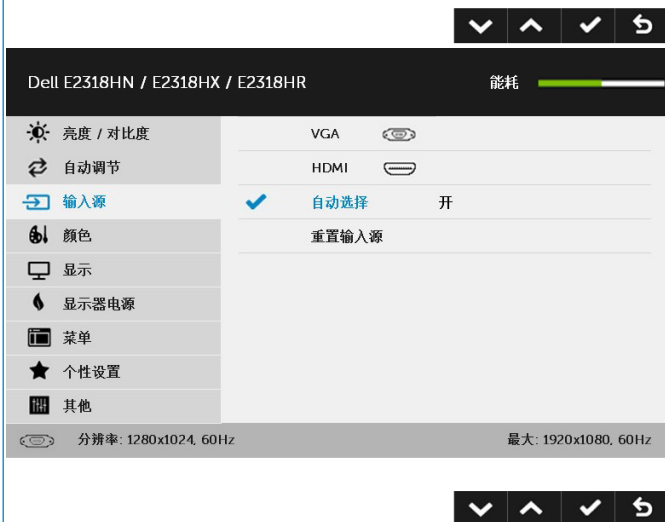 Dell E2318HN / E2318HX / E2318HR 能耗
亮度 / 对比度 VGA
自动调节 HDMI
输入源 自动选择 开
颜色 重置输入源
显示
显示器电源
菜单
个性设置
其他
分辨率: 1280x1024, 60Hz 最大: 1920x1080, 60Hz